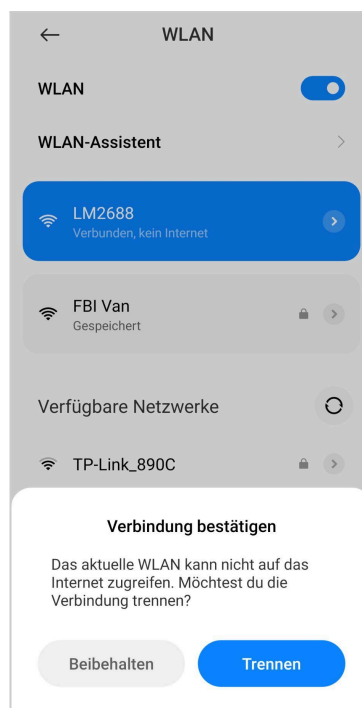 WLAN
WLAN
WLAN-Assistent
LM2688
Verbunden, kein Internet
FBI Van
Gespeichert
Verfügbare Netzwerke
TP-Link_890C
Verbindung bestätigen
Das aktuelle WLAN kann nicht auf das
Internet zugreifen. Möchtest du die
Verbindung trennen?
Beibehalten
Trennen